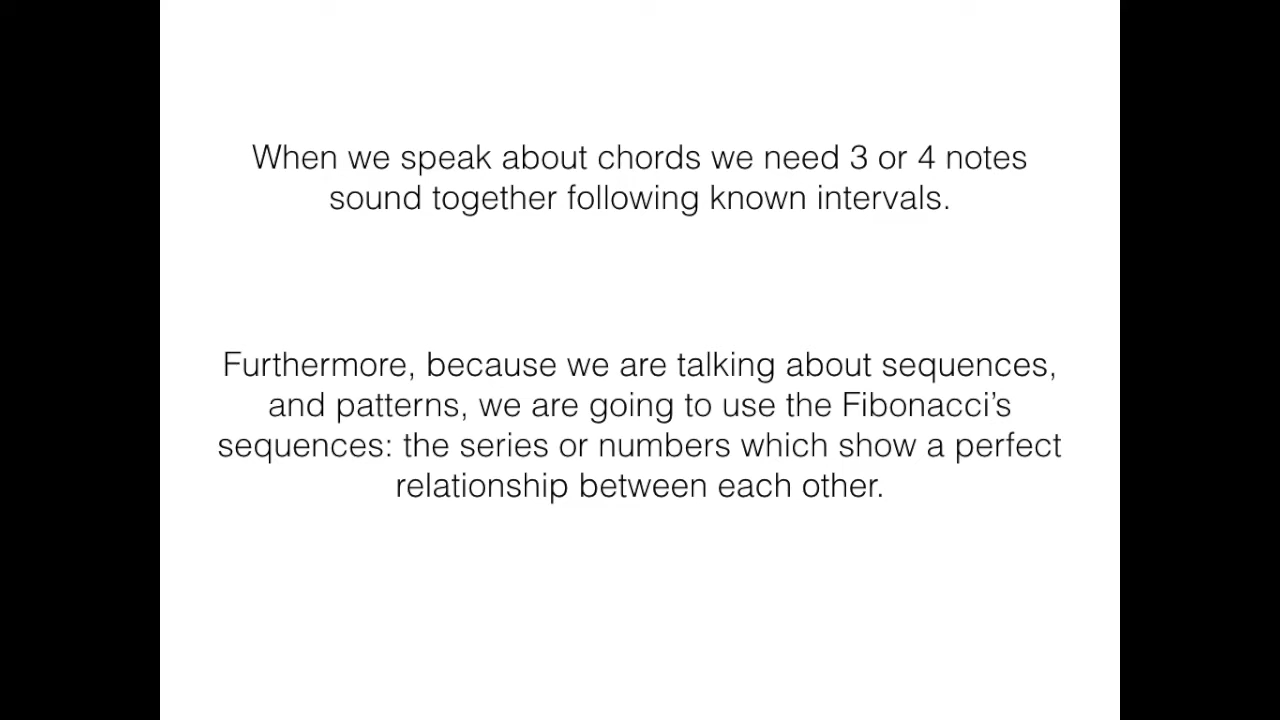 When we speak about chords we need 3 or 4 notes
sound together following known intervals.
Furthermore, because we are talking about sequences,
and patterns, we are going to use the Fibonacci’s
sequences: the series or numbers which show a perfect
relationship between each other.